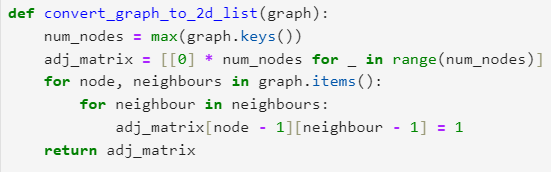 def convert_graph_to_2d_list(graph):
    num_nodes = max(graph.keys())
    adj_matrix = [[0] * num_nodes for _ in range(num_nodes)]
    for node, neighbours in graph.items():
        for neighbour in neighbours:
            adj_matrix[node - 1][neighbour - 1] = 1
    return adj_matrix